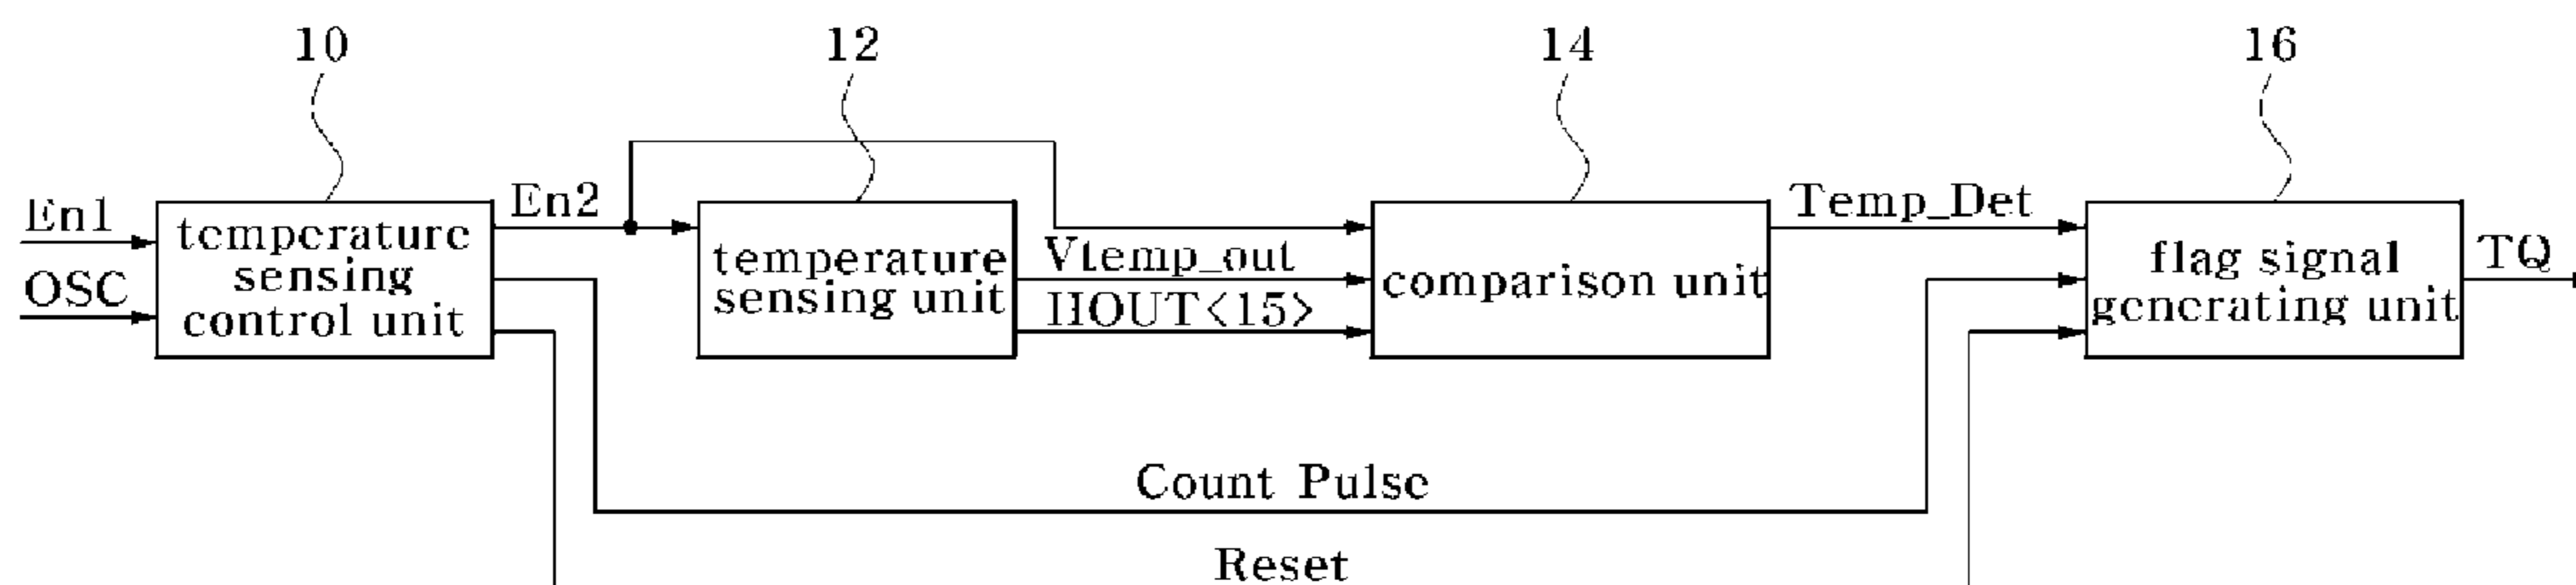 10
12
14
16
En1
OSC
temperature
sensing
control unit
En2
temperature
sensing unit
Vtemp_out
HOUT<15>
comparison unit
Temp_Det
flag signal
generating unit
TQ
Count Pulse
Reset